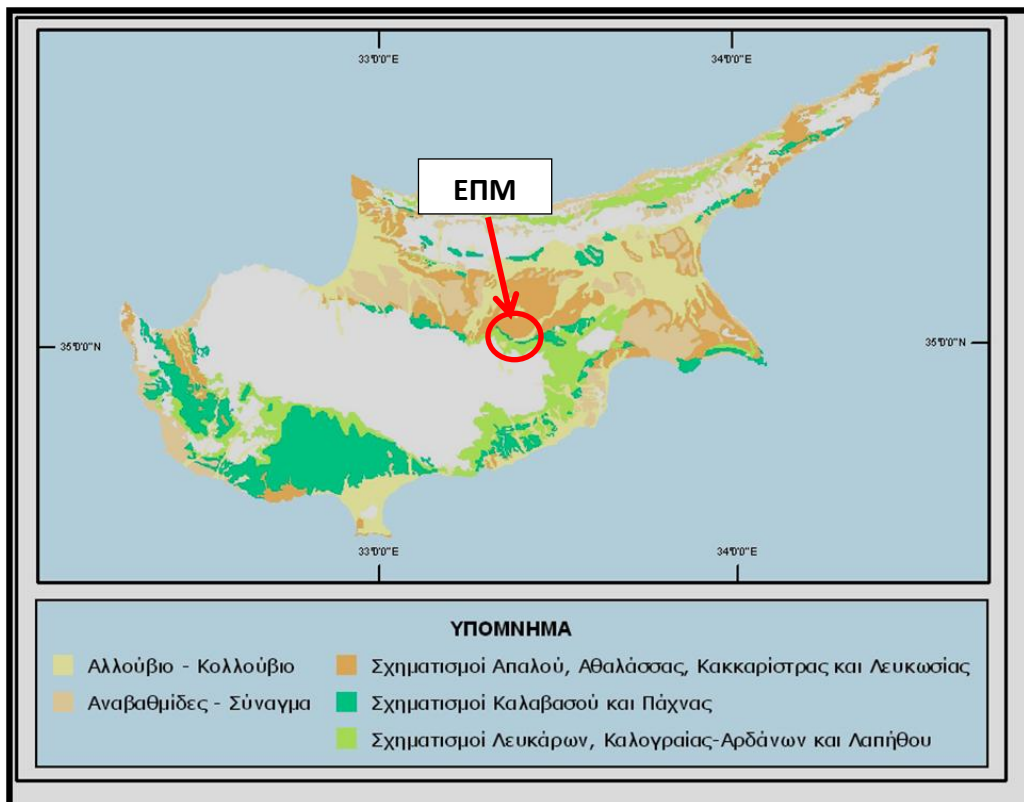 33°0'0"E
34°0'0"E
ΕΠΜ
35°0'0"N
35°0'0"N
33°0'0"E
34°0'0"E
ΥΠΟΜΝΗΜΑ
Αλλούβιο - Κολλούβιο
Αναβαθμίδες - Σύναγμα
Σχηματισμοί Απαλού, Αθαλάσσας, Κακκαρίστρας και Λευκωσίας
Σχηματισμοί Καλαβασού και Πάχνας
Σχηματισμοί Λευκάρων, Καλογραίας-Αρδάνων και Λαπήθου